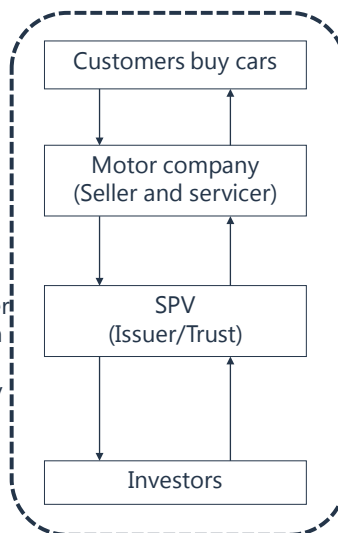 Customers buy cars
Motor company
(Seller and servicer)
SPV
(Issuer/Trust)
Investors